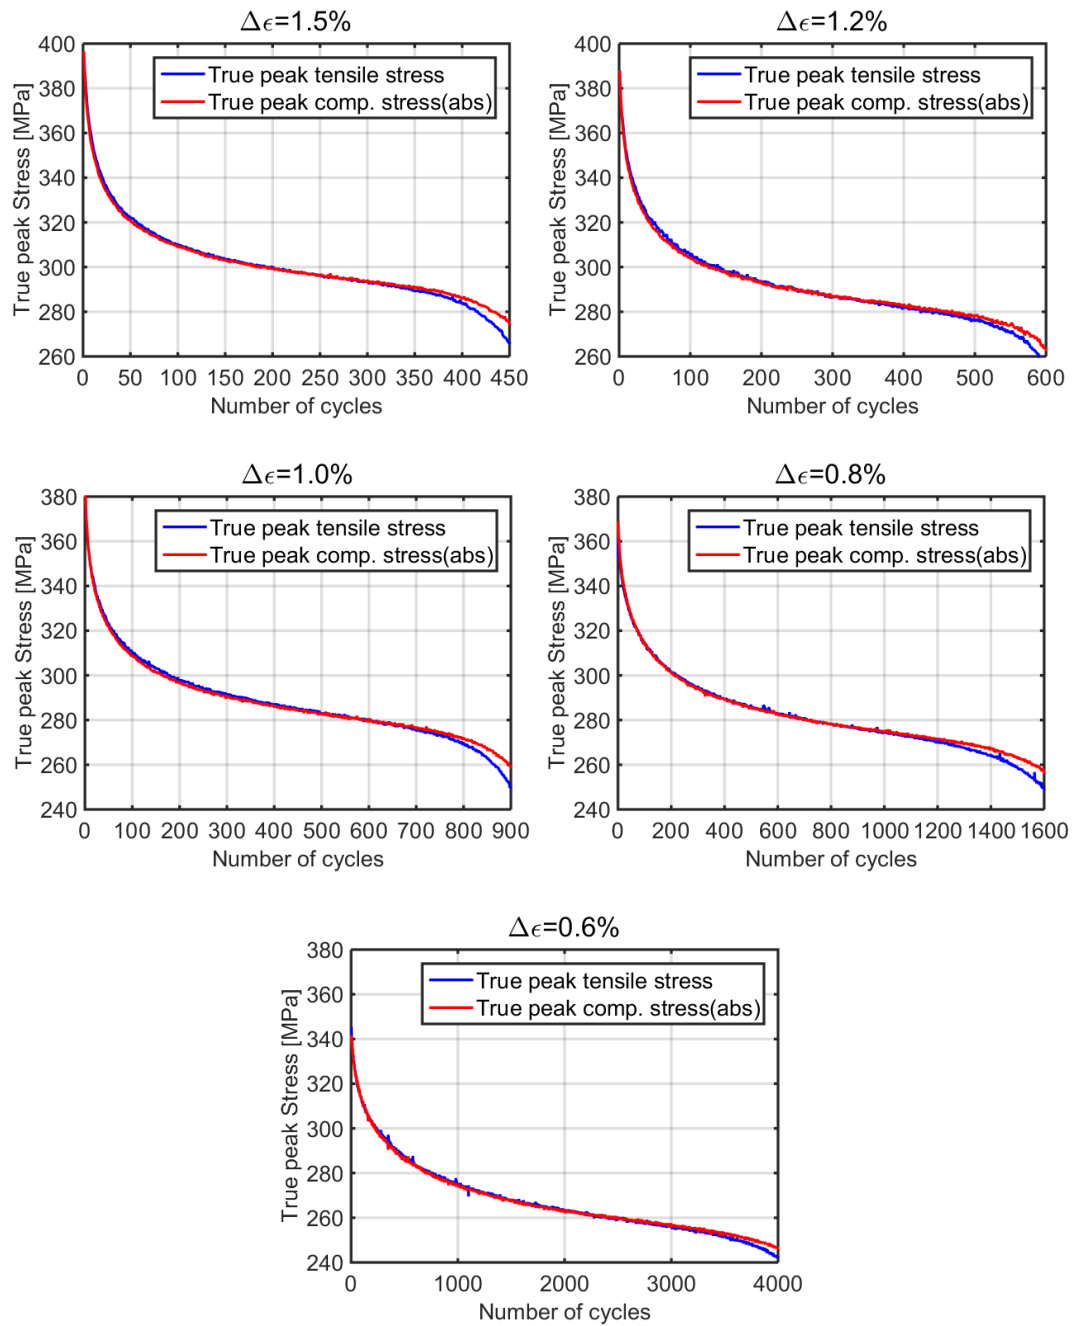 Δϵ=1.5%
True peak Stress [MPa]
400
380
360
340
320
300
280
260
True peak tensile stress
True peak comp. stress(abs)
0 50 100 150 200 250 300 350 400 450
Number of cycles
Δϵ=1.2%
True peak Stress [MPa]
400
380
360
340
320
300
280
260
True peak tensile stress
True peak comp. stress(abs)
0 100 200 300 400 500 600
Number of cycles
Δϵ=1.0%
True peak Stress [MPa]
380
360
340
320
300
280
260
240
True peak tensile stress
True peak comp. stress(abs)
0 100 200 300 400 500 600 700 800 900
Number of cycles
Δϵ=0.8%
True peak Stress [MPa]
380
360
340
320
300
280
260
240
True peak tensile stress
True peak comp. stress(abs)
0 200 400 600 800 1000 1200 1400 1600
Number of cycles
Δϵ=0.6%
True peak Stress [MPa]
380
360
340
320
300
280
260
240
True peak tensile stress
True peak comp. stress(abs)
0 1000 2000 3000 4000
Number of cycles